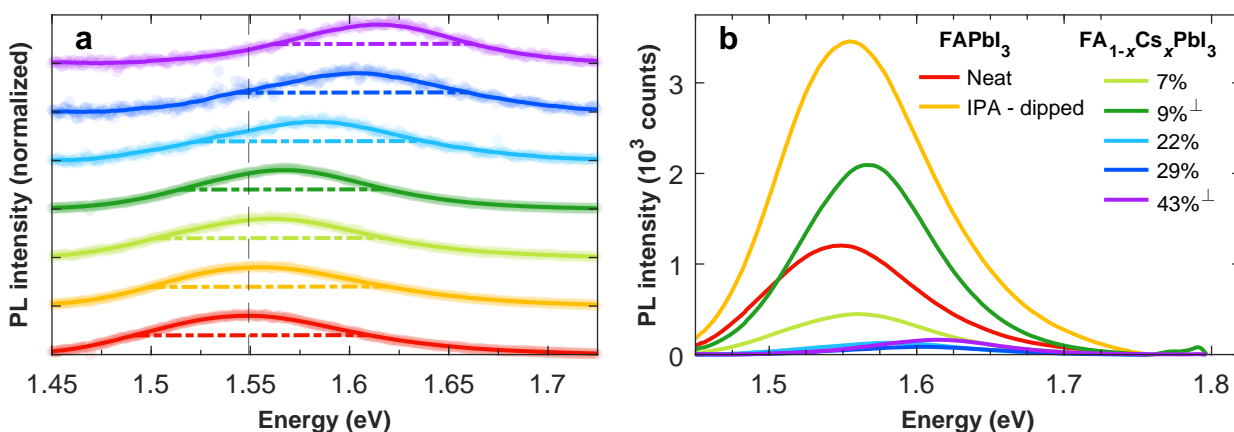 a
PL intensity (normalized)
1.45 1.5 1.55 1.6 1.65 1.7
Energy (eV)
b
PL intensity (10³ counts)
3
2
1
0
1.5 1.6 1.7 1.8
Energy (eV)
FAPbI₃
Neat
IPA - dipped
FA₁₋ₓCsₓPbI₃
7%
9%⊥
22%
29%
43%⊥